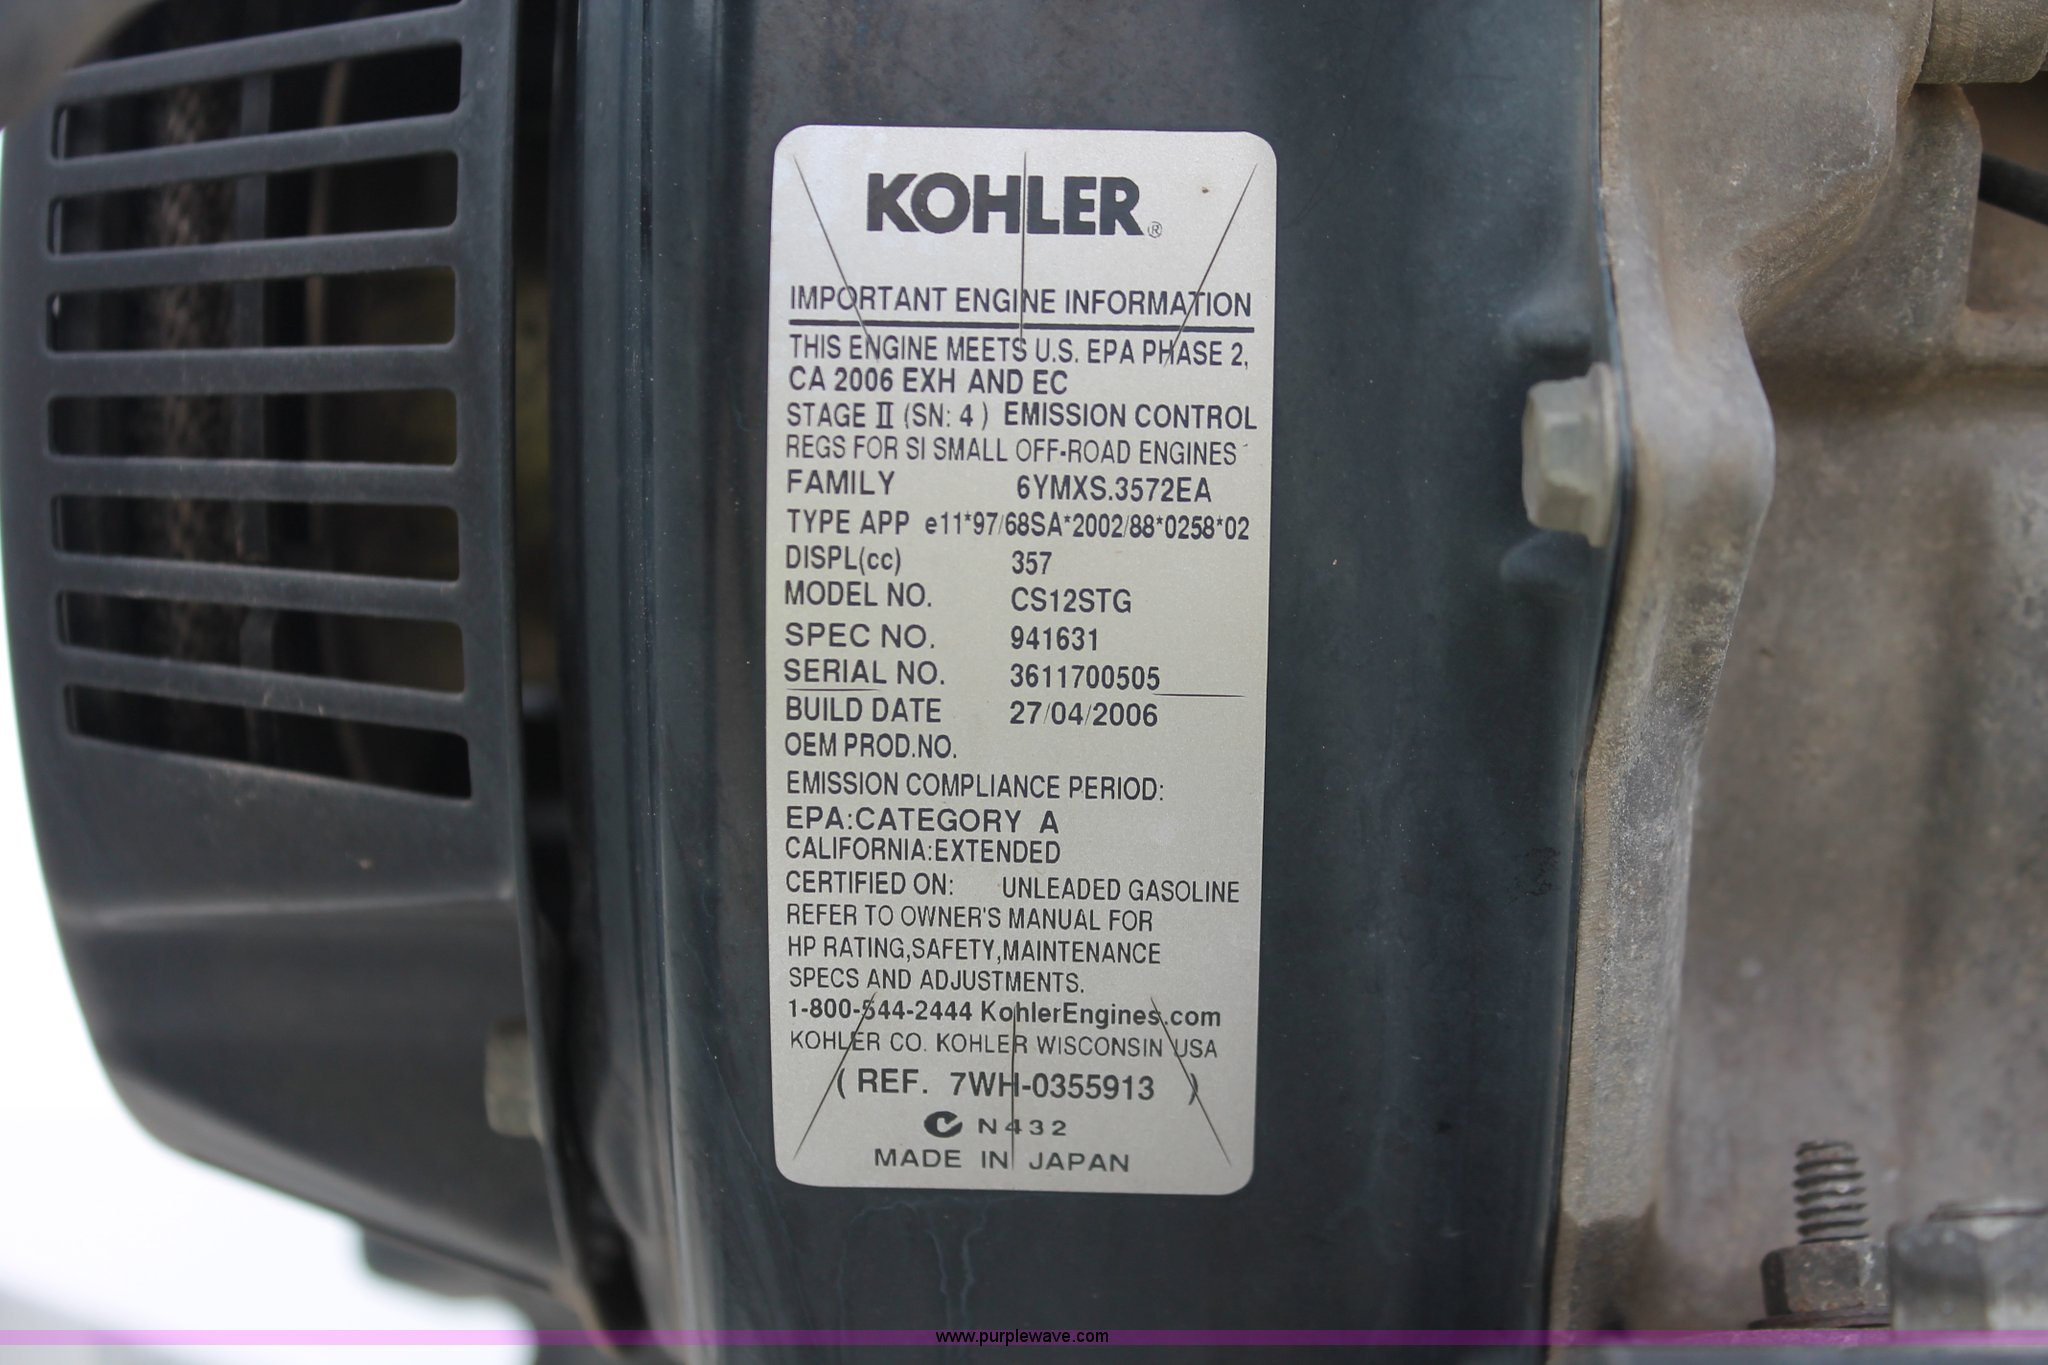 KOHLER®
IMPORTANT ENGINE INFORMATION
THIS ENGINE MEETS U.S. EPA PHASE 2,
CA 2006 EXH AND EC
STAGE II (SN: 4 ) EMISSION CONTROL
REGS FOR SI SMALL OFF-ROAD ENGINES
FAMILY 6YMXS.3572EA
TYPE APP e11*97/68SA*2002/88*0258*02
DISPL(cc) 357
MODEL NO. CS12STG
SPEC NO. 941631
SERIAL NO. 3611700505
BUILD DATE 27/04/2006
OEM PROD.NO.
EMISSION COMPLIANCE PERIOD:
EPA:CATEGORY A
CALIFORNIA:EXTENDED
CERTIFIED ON: UNLEADED GASOLINE
REFER TO OWNER'S MANUAL FOR
HP RATING,SAFETY,MAINTENANCE
SPECS AND ADJUSTMENTS.
1-800-544-2444 KohlerEngines.com
KOHLER CO. KOHLER WISCONSIN USA
( REF. 7WH-0355913 )
N432
MADE IN JAPAN
www.purplewave.com